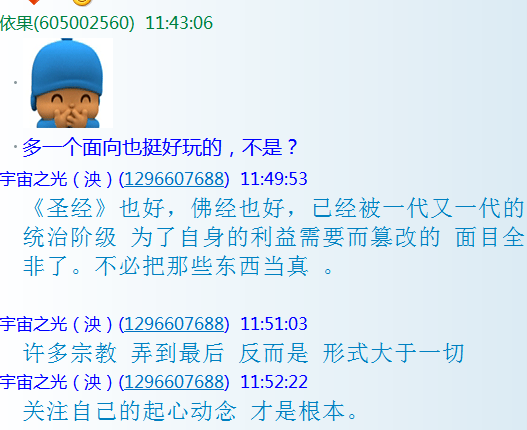 依果(605002560) 11:43:06
多一个面向也挺好玩的，不是？
宇宙之光（泱）(1296607688) 11:49:53
《圣经》也好，佛经也好，已经被一代又一代的
统治阶级 为了自身的利益需要而篡改的 面目全
非了。不必把那些东西当真 。
宇宙之光（泱）(1296607688) 11:51:03
许多宗教 弄到最后 反而是 形式大于一切
宇宙之光（泱）(1296607688) 11:52:22
关注自己的起心动念 才是根本。